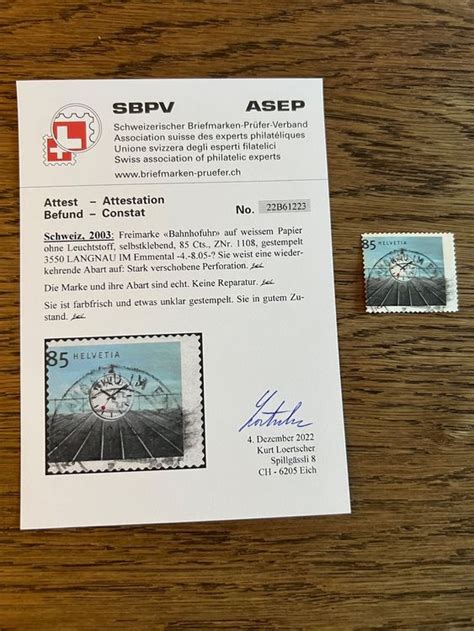 SBPV ASEP
Schweizerischer Briefmarken-Prüfer-Verband
Association suisse des experts philatéliques
Unione svizzera degli esperti filatelici
Swiss association of philatelic experts
www.briefmarken-pruefer.ch
Attest – Attestation
Befund – Constat
No. 22B61223
Schweiz, 2003: Freimarke «Bahnhofuhr» auf weissem Papier
ohne Leuchtstoff, selbstklebend, 85 Cts., ZNr. 1108, gestempelt
3550 LANGNAU IM Emmental -4.-8.05-? Sie weist eine wieder-
kehrende Abart auf: Stark verschobene Perforation.
Die Marke und ihre Abart sind echt. Keine Reparatur.
Sie ist farbfrisch und etwas unklar gestempelt. Sie in gutem Zu-
stand.
85 HELVETIA
4. Dezember 2022
Kurt Loertscher
Spillgässli 8
CH - 6205 Eich
85 HELVETIA